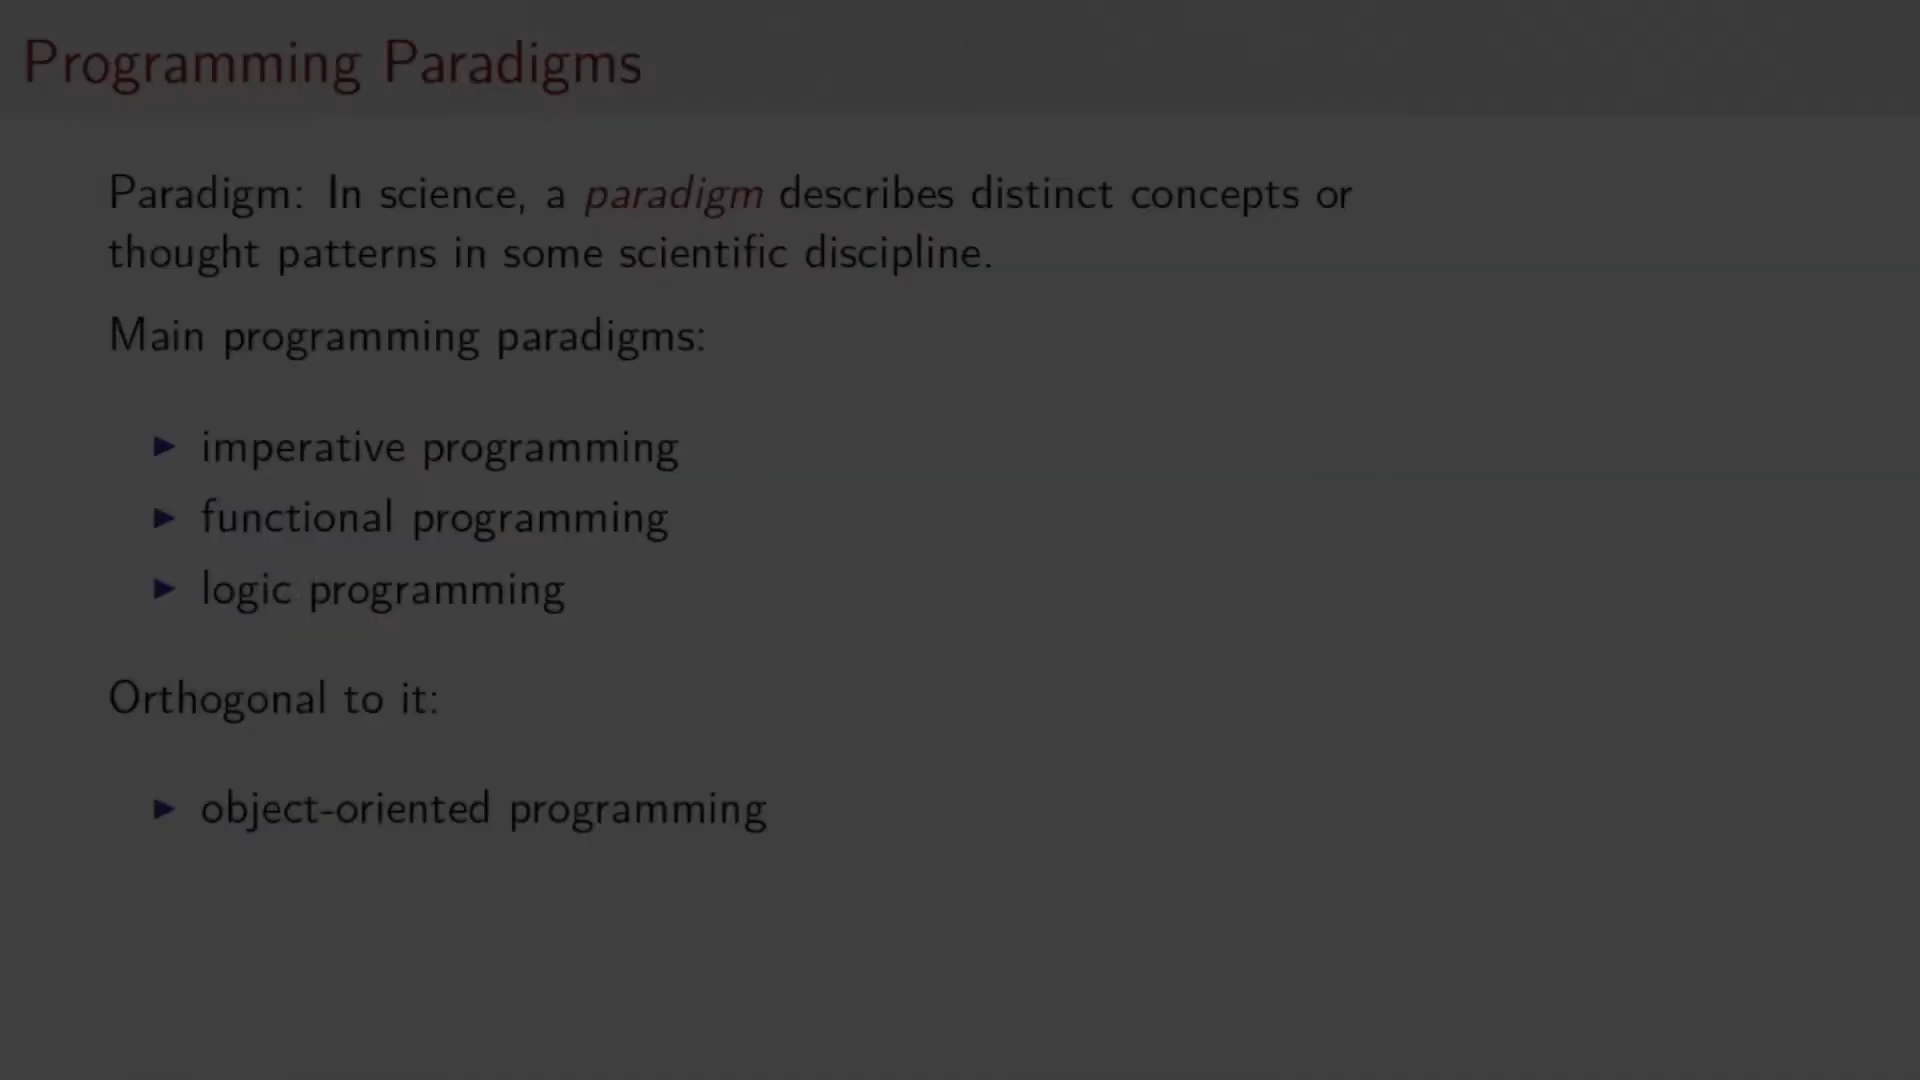 Programming Paradigms
Paradigm: In science, a paradigm describes distinct concepts or
thought patterns in some scientific discipline.
Main programming paradigms:
imperative programming
functional programming
logic programming
Orthogonal to it:
object-oriented programming